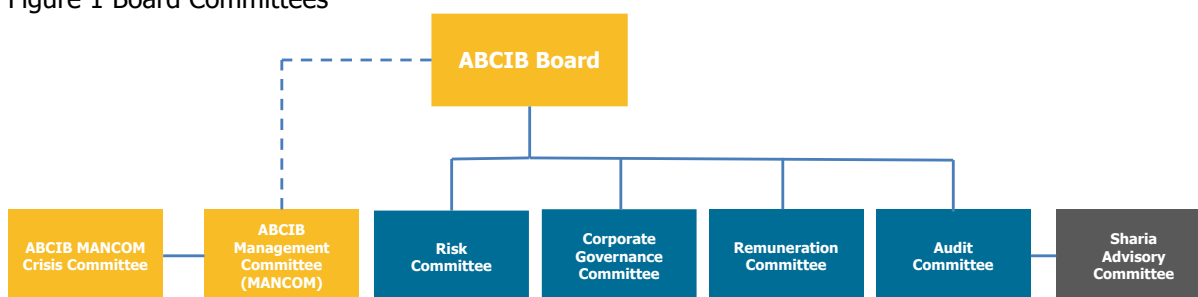 Figure 1 Board Committees
ABCIB Board
ABCIB MANCOM
Crisis Committee
ABCIB
Management
Committee
(MANCOM)
Risk
Committee
Corporate
Governance
Committee
Remuneration
Committee
Audit
Committee
Sharia
Advisory
Committee